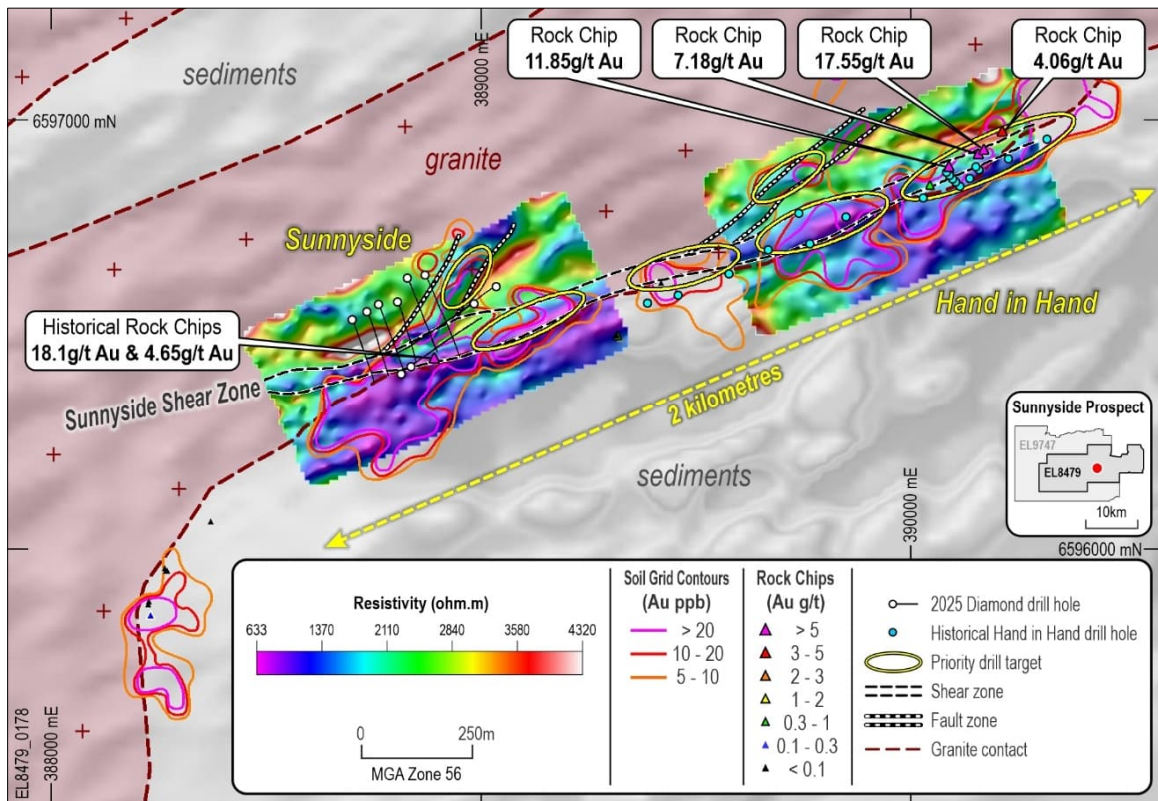 Rock Chip
11.85g/t Au
Rock Chip
7.18g/t Au
Rock Chip
17.55g/t Au
Rock Chip
4.06g/t Au
sediments
389000 mE
6597000 mN
granite
Sunnyside
Historical Rock Chips
18.1g/t Au & 4.65g/t Au
Sunnyside Shear Zone
Hand in Hand
2 kilometres
sediments
Sunnyside Prospect
EL9747
EL8479
10km
390000 mE
6596000 mN
EL8479_0178
388000 mE
Resistivity (ohm.m)
633 1370 2110 2840 3580 4320
0 250m
MGA Zone 56
Soil Grid Contours
(Au ppb)
> 20
10 - 20
5 - 10
Rock Chips
(Au g/t)
> 5
3 - 5
2 - 3
1 - 2
0.3 - 1
0.1 - 0.3
< 0.1
2025 Diamond drill hole
Historical Hand in Hand drill hole
Priority drill target
Shear zone
Fault zone
Granite contact